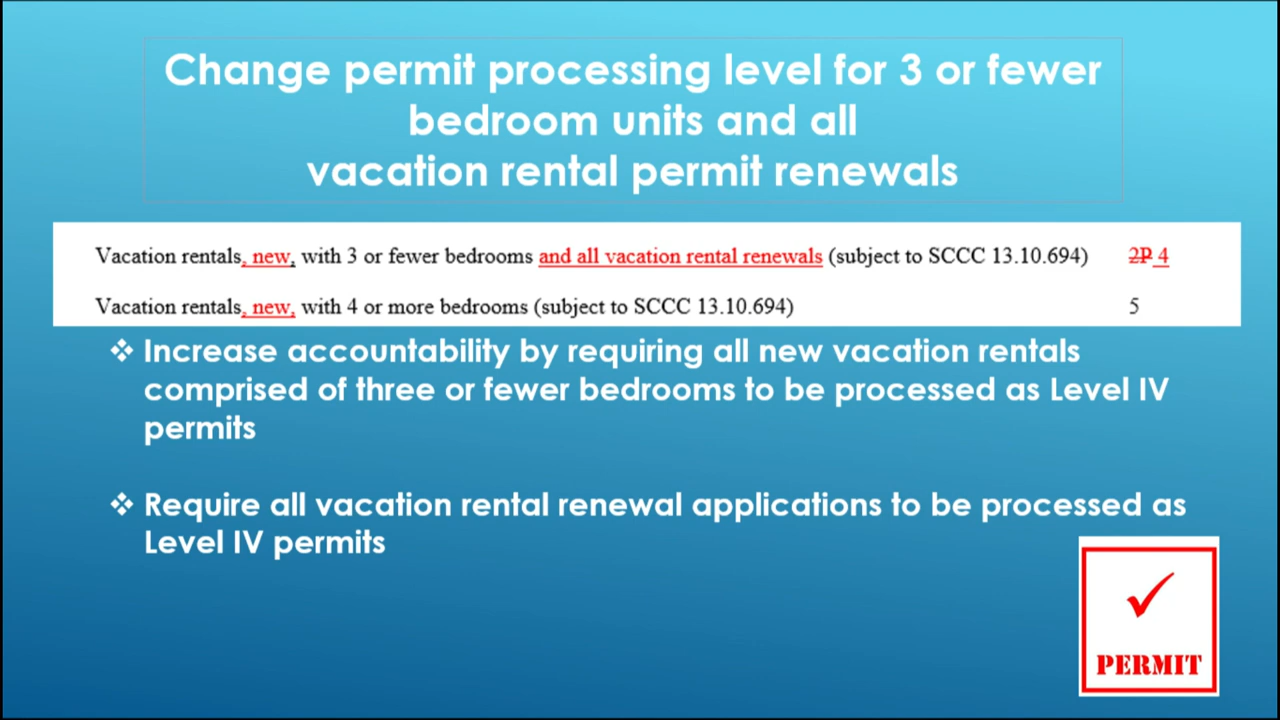 Change permit processing level for 3 or fewer
bedroom units and all
vacation rental permit renewals
Vacation rentals, new, with 3 or fewer bedrooms and all vacation rental renewals (subject to SCCC 13.10.694) 2P 4
Vacation rentals, new, with 4 or more bedrooms (subject to SCCC 13.10.694) 5
❖ Increase accountability by requiring all new vacation rentals
comprised of three or fewer bedrooms to be processed as Level IV
permits
❖ Require all vacation rental renewal applications to be processed as
Level IV permits
PERMIT